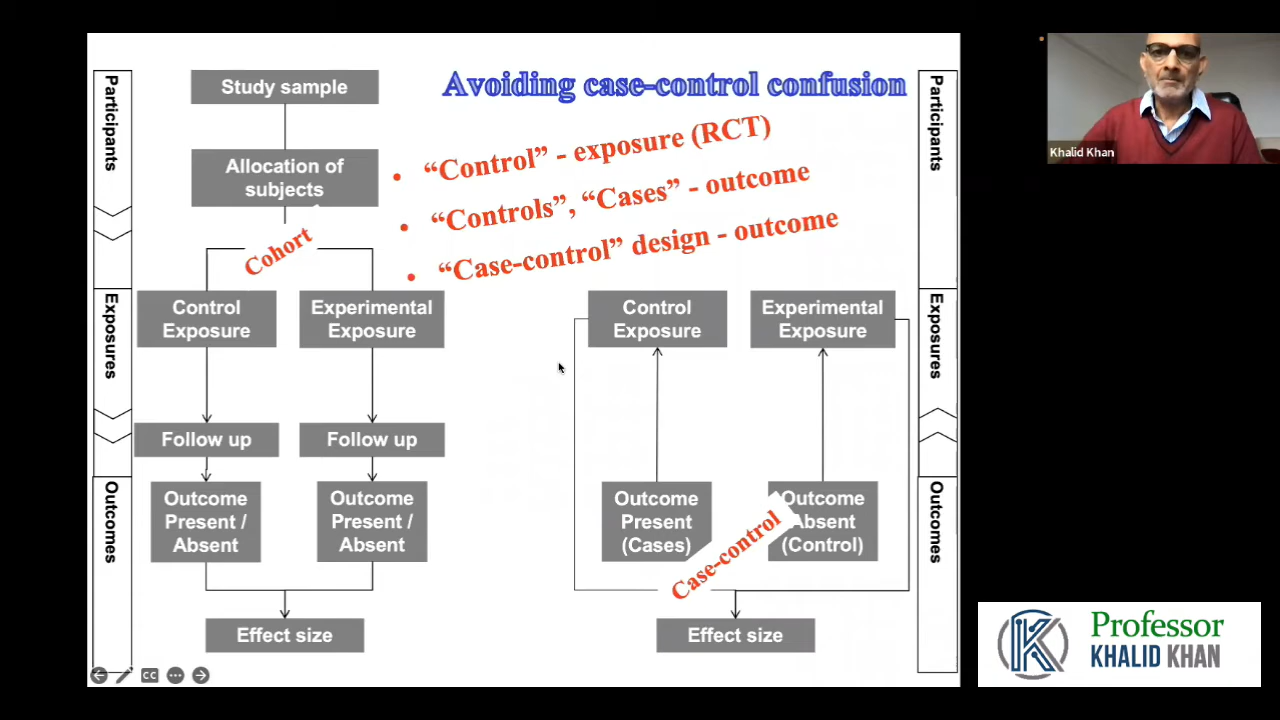 Avoiding case-control confusion
“Control” - exposure (RCT)
“Controls”, “Cases” - outcome
“Case-control” design - outcome
Participants
Exposures
Outcomes
Study sample
Allocation of
subjects
Cohort
Control
Exposure
Experimental
Exposure
Follow up
Follow up
Outcome
Present /
Absent
Outcome
Present /
Absent
Effect size
Control
Exposure
Experimental
Exposure
Outcome
Present
(Cases)
Outcome
Absent
(Control)
Case-control
Effect size
Participants
Exposures
Outcomes
CC
Khalid Khan
Professor
KHALID KHAN